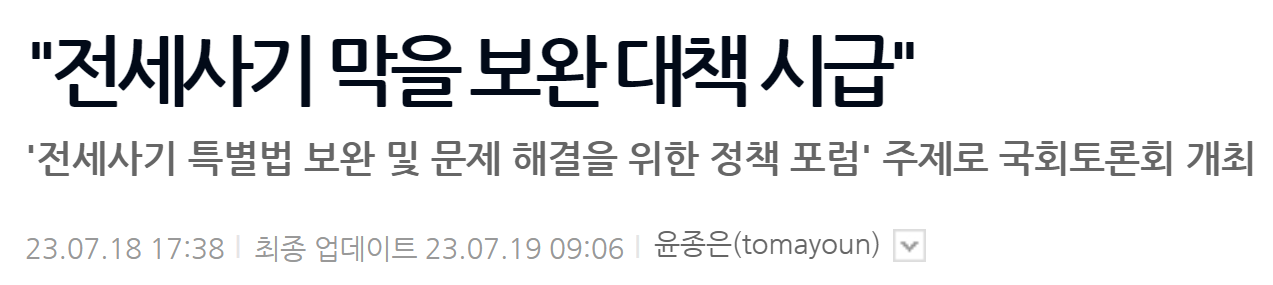 "전세사기 막을 보완 대책 시급"
'전세사기 특별법 보완 및 문제 해결을 위한 정책 포럼' 주제로 국회토론회 개최
23.07.18 17:38 | 최종 업데이트 23.07.19 09:06 | 윤종은(tomayoun)